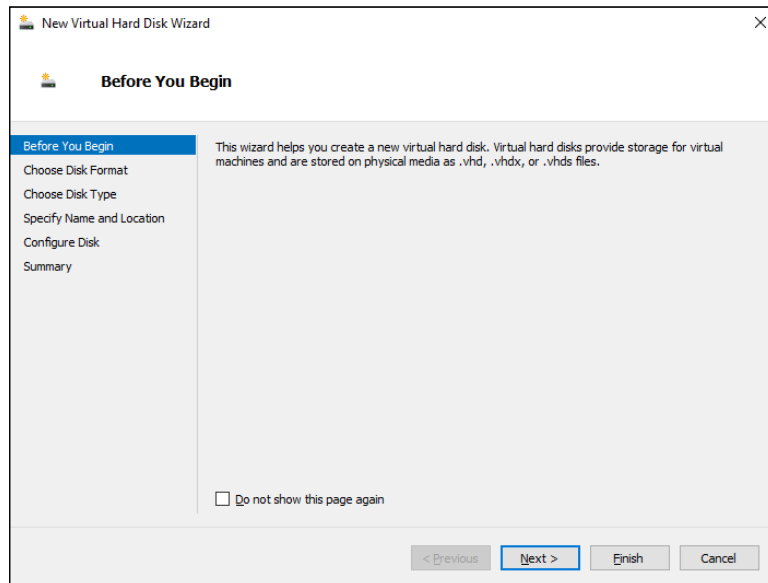 New Virtual Hard Disk Wizard
Before You Begin
Before You Begin
Choose Disk Format
Choose Disk Type
Specify Name and Location
Configure Disk
Summary
This wizard helps you create a new virtual hard disk. Virtual hard disks provide storage for virtual
machines and are stored on physical media as .vhd, .vhdx, or .vhds files.
Do not show this page again
< Previous
Next >
Finish
Cancel